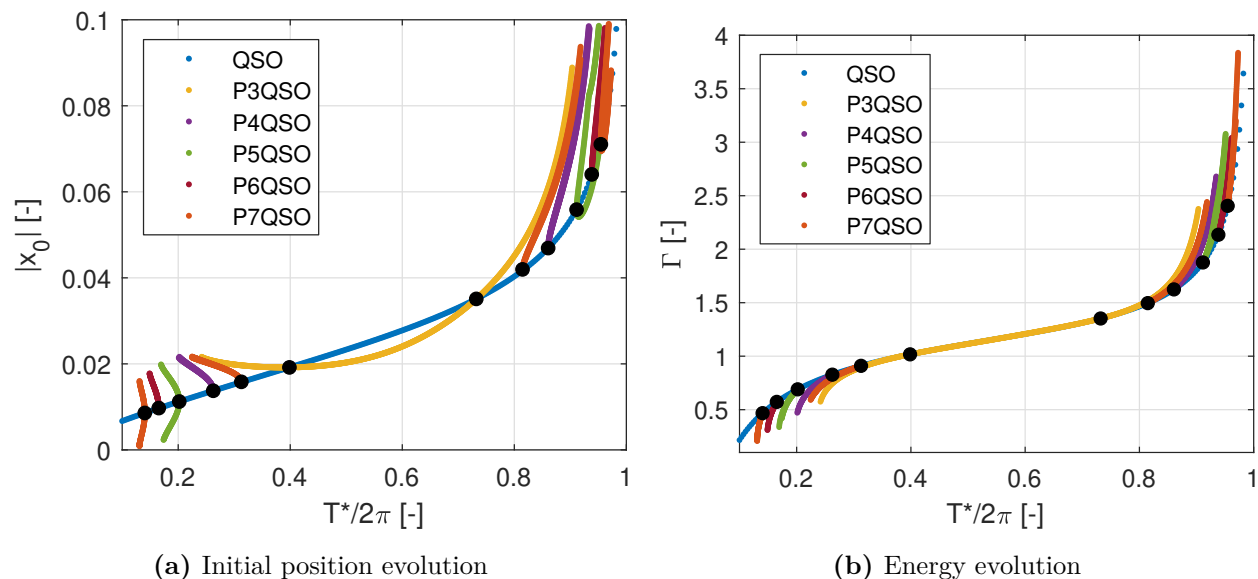 0.1
0.08
0.06
0.04
0.02
0
|x_0| [-]
QSO
P3QSO
P4QSO
P5QSO
P6QSO
P7QSO
0.2 0.4 0.6 0.8 1
T*/2π [-]
(a) Initial position evolution
4
3.5
3
2.5
2
1.5
1
0.5
Γ [-]
QSO
P3QSO
P4QSO
P5QSO
P6QSO
P7QSO
0.2 0.4 0.6 0.8 1
T*/2π [-]
(b) Energy evolution